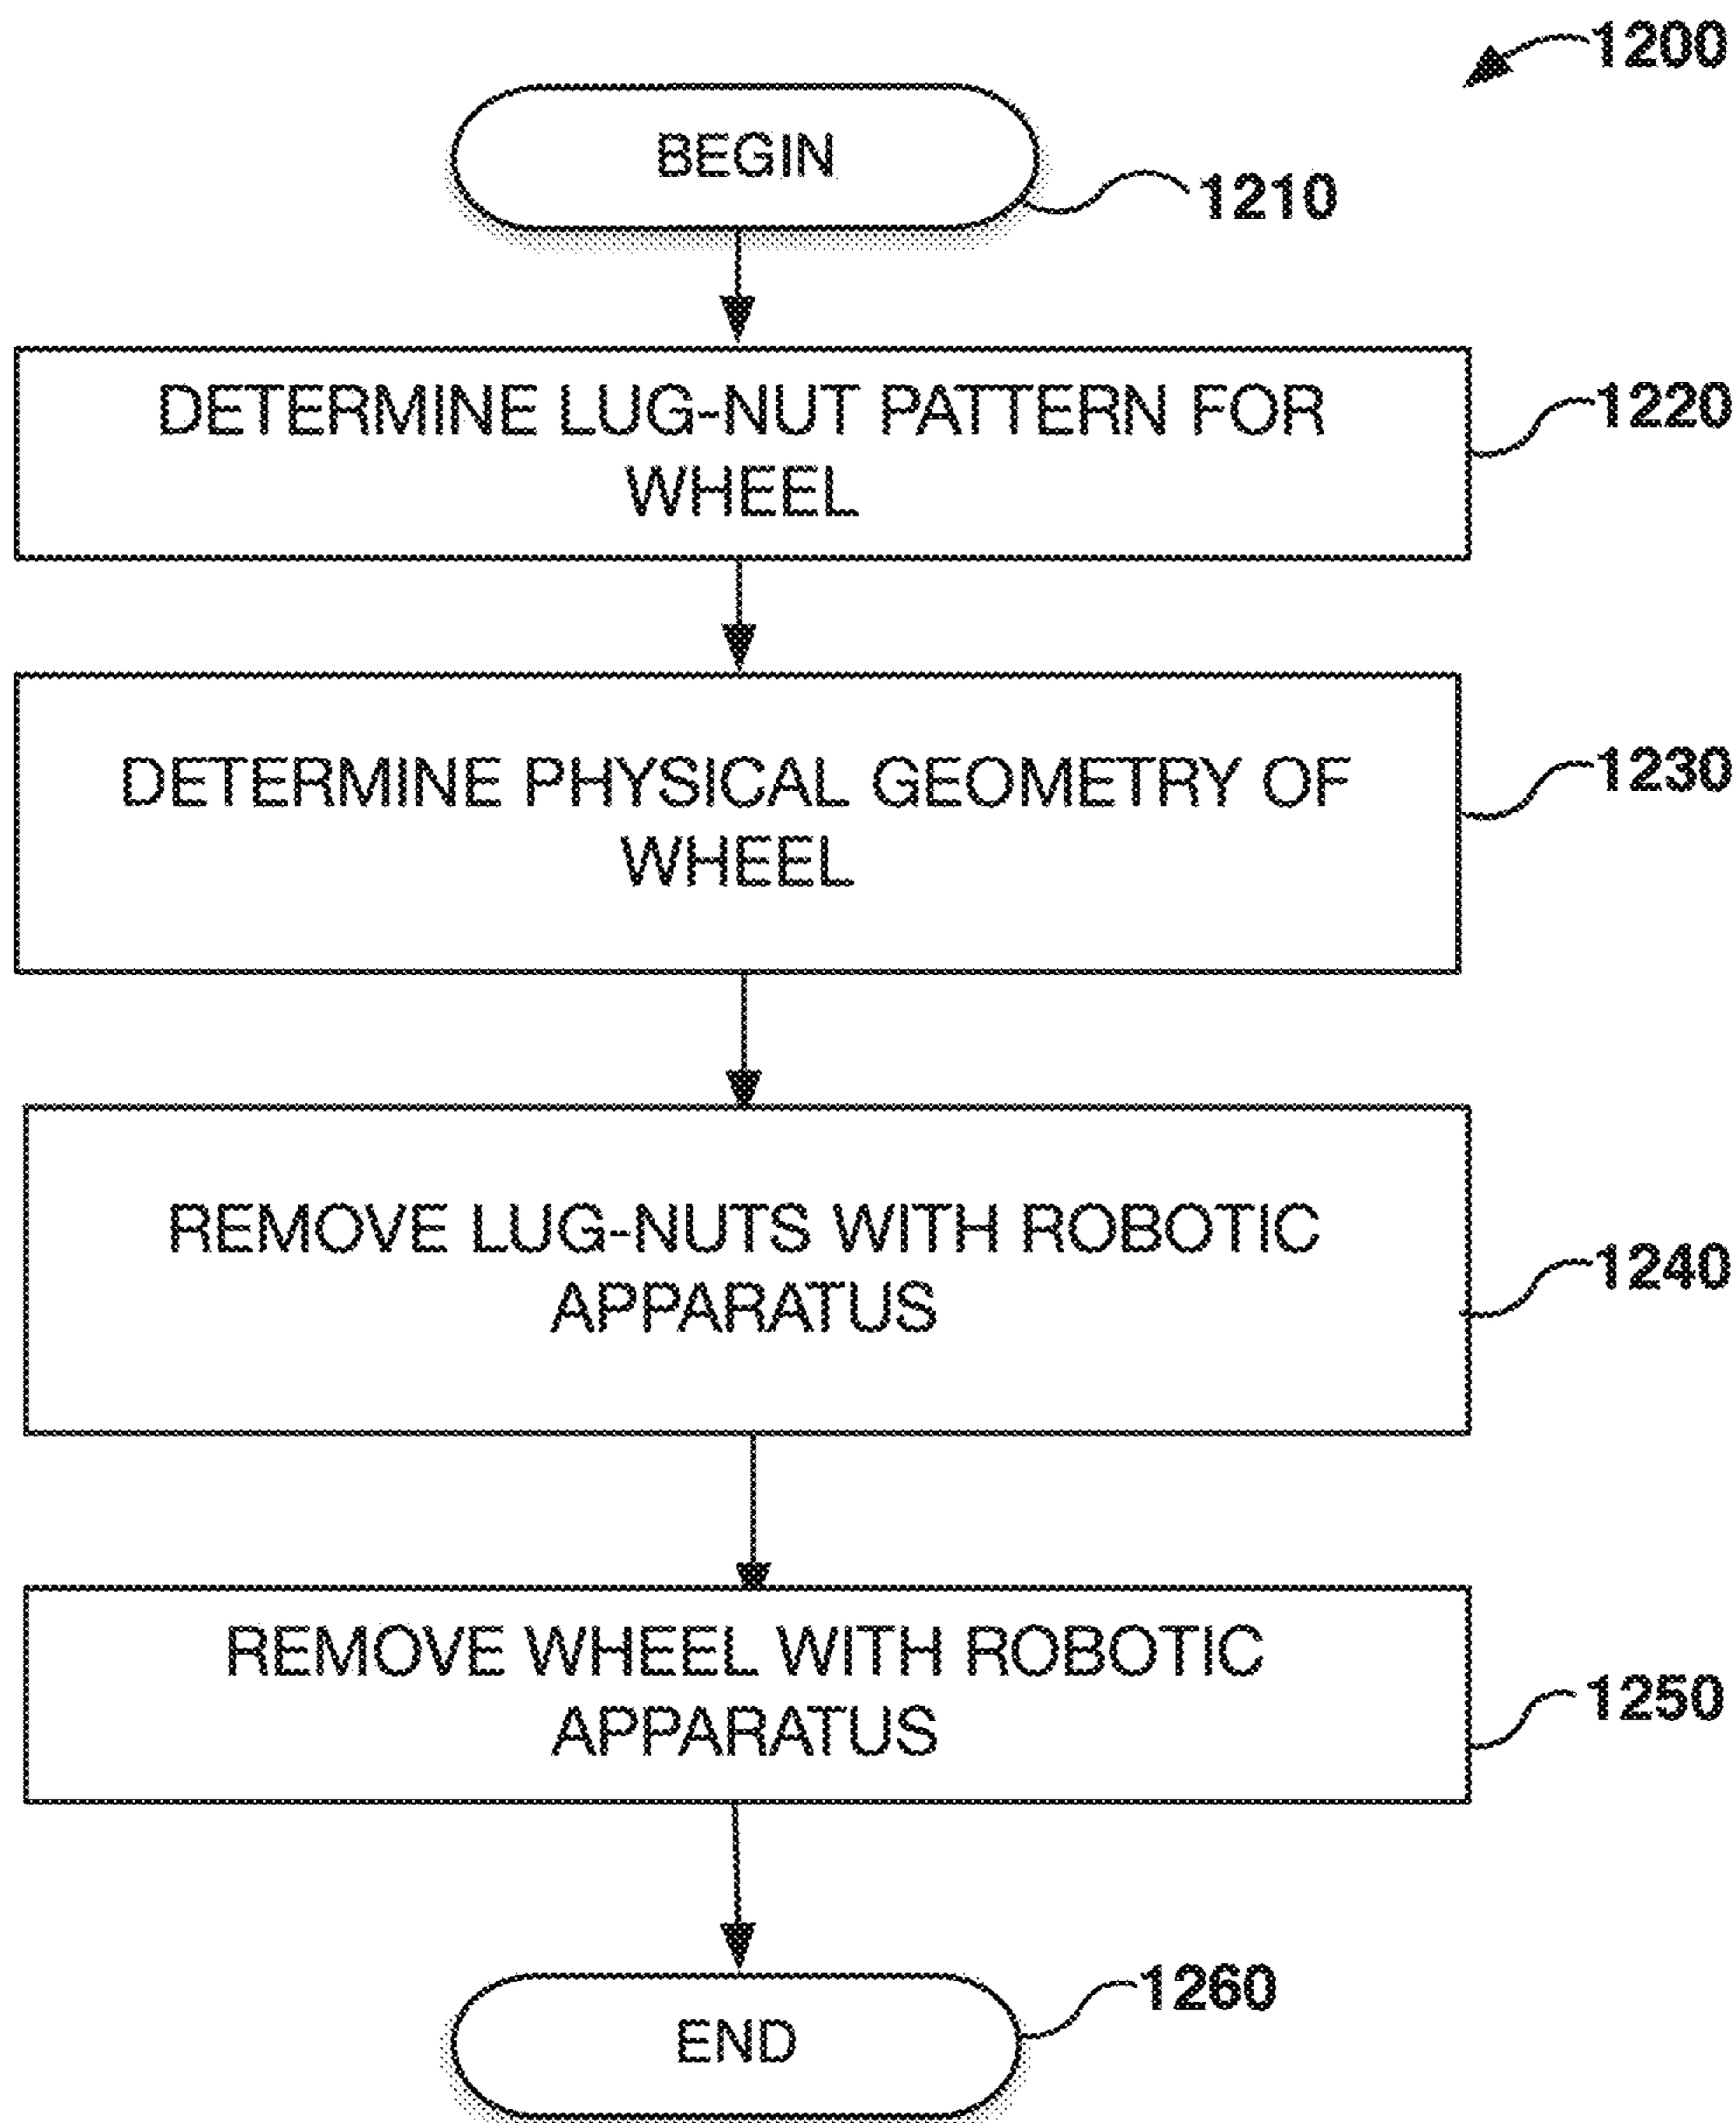 1200
BEGIN
1210
DETERMINE LUG-NUT PATTERN FOR
WHEEL
1220
DETERMINE PHYSICAL GEOMETRY OF
WHEEL
1230
REMOVE LUG-NUTS WITH ROBOTIC
APPARATUS
1240
REMOVE WHEEL WITH ROBOTIC
APPARATUS
1250
END
1260